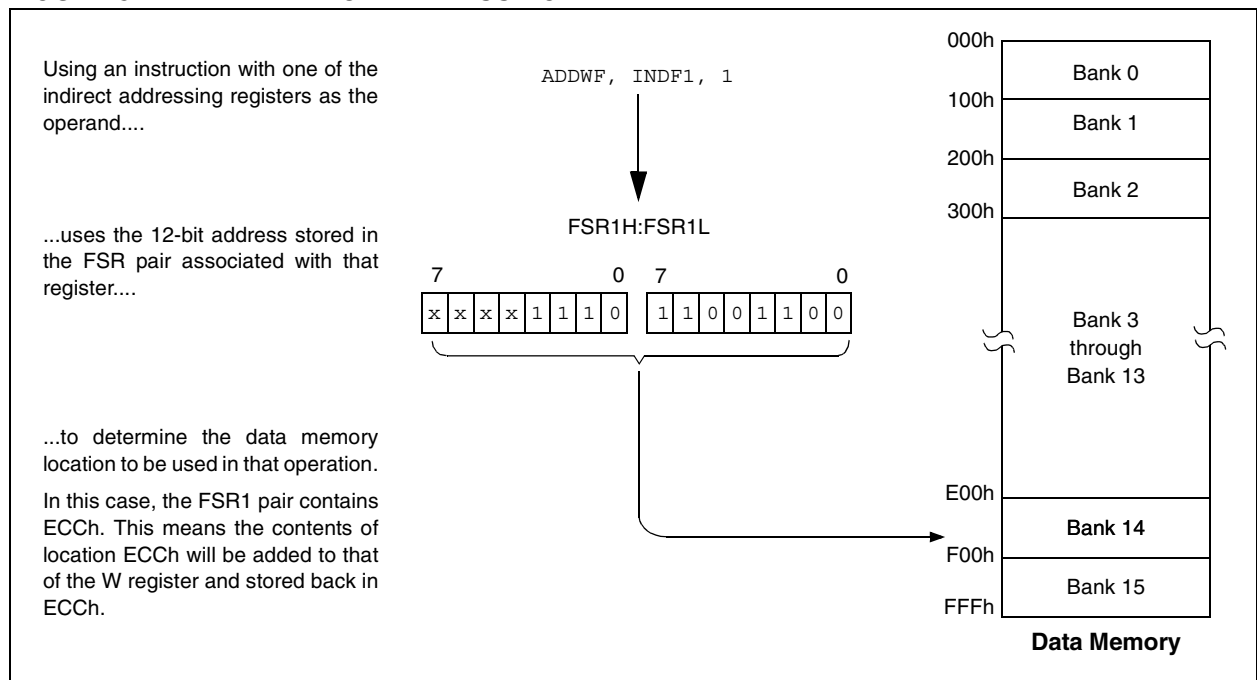 Using an instruction with one of the
indirect addressing registers as the
operand....
ADDWF, INDF1, 1
...uses the 12-bit address stored in
the FSR pair associated with that
register....
FSR1H:FSR1L
7 0 7 0
x x x x 1 1 1 0 1 1 0 0 1 1 0 0
...to determine the data memory
location to be used in that operation.
In this case, the FSR1 pair contains
ECCh. This means the contents of
location ECCh will be added to that
of the W register and stored back in
ECCh.
000h
Bank 0
100h
Bank 1
200h
Bank 2
300h
Bank 3
through
Bank 13
E00h
Bank 14
F00h
Bank 15
FFFh
Data Memory